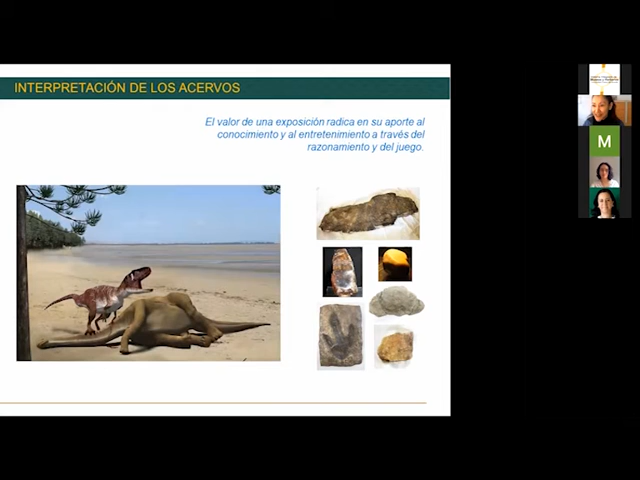 INTERPRETACIÓN DE LOS ACERVOS
El valor de una exposición radica en su aporte al
conocimiento y al entretenimiento a través del
razonamiento y del juego.
M